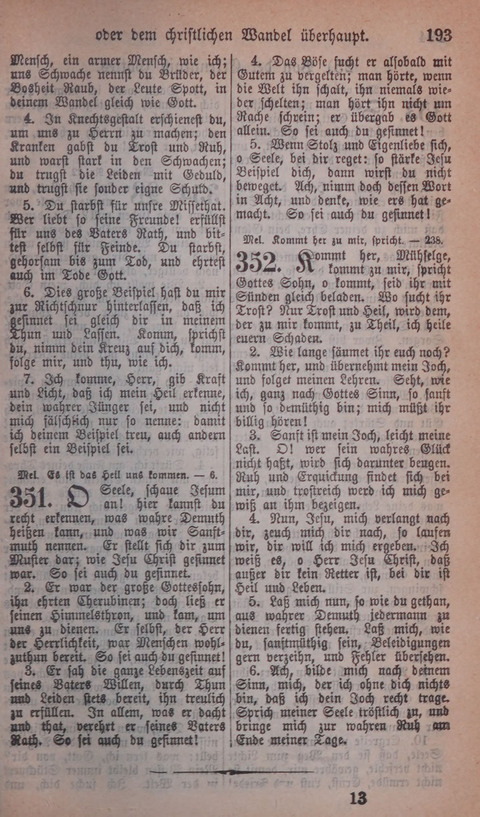 oder dem christlichen Wandel überhaupt. 193
Mensch, ein armer Mensch, wie ich;
uns Schwache nennst du Brüder, der
Bosheit Raub, der Leute Spott, in
deinem Wandel gleich wie Gott.
4. In Knechtsgestalt erschienest du,
um uns zu Herrn zu machen; den
Kranken gabst du Trost und Ruh,
und warst stark in den Schwachen;
du trugst die Leiden mit Geduld,
und trugst sie sonder eigne Schuld.
5. Du starbst für unsre Missethat.
Wer liebt so seine Freunde! erfüllst
für uns des Vaters Rath, und bit-
test selbst für Feinde. Du starbst,
gehorsam bis zum Tod, und ehrtest
auch im Tode Gott.
6. Dies große Beispiel hast du mir
zur Richtschnur hinterlassen, daß ich
gesinnet sei gleich dir in meinem
Thun und Lassen. Komm, sprichst
du, nimm dein Kreuz auf dich, komm,
folge mir, und thu, wie ich.
7. Ich komme, Herr, gib Kraft
und Licht, daß ich mein Heil erkenne,
dein wahrer Jünger sei, und nicht
mich fälschlich nur so nenne: damit
ich deinem Beispiel treu, auch andern
selbst ein Beispiel sei.
Mel. Es ist das Heil uns kommen. — 6.
351. O Seele, schaue Jesum
an! hier kannst du
recht erkennen, was wahre Demuth
heißen kann, und was wir Sanft-
muth nennen. Er stellt sich dir zum
Muster dar; wie Jesu Christ gesinnet
war. So sei auch du gesinnet.
2. Er war der große Gottessohn,
ihn ehrten Cherubinen; doch ließ er
seinen Himmelsthron, und kam, um
uns zu dienen. Er selbst, der Herr
der Herrlichkeit, war Menschen wohl-
zuthun bereit. So sei auch du gesinnet!
3. Er sah die ganze Lebenszeit auf
seines Vaters Willen, durch Thun
und Leiden stets bereit, ihn treulich
zu erfüllen. In allem, was er dacht
und that, verehrt er seines Vaters
Rath. So sei auch du gesinnet!
4. Das Böse sucht er alsobald mit
Gutem zu vergelten; man hörte, wenn
die Welt ihn schalt, ihn niemals wie-
der schelten; man hört ihn nicht um
Rache schrein; er übergab es Gott
allein. So sei auch du gesinnet!
5. Wenn Stolz und Eigenliebe sich,
o Seele, bei dir reget: so stärke Jesu
Beispiel dich, dann wirst du nicht
beweget. Ach, nimm doch dessen Wort
in Acht, und denke, wie ers hat ge-
macht. So sei auch du gesinnet!
Mel. Kommt her zu mir, spricht. — 238.
352. Kommt her, Mühselge,
kommt zu mir, spricht
Gottes Sohn, o kommt, seid ihr mit
Sünden gleich beladen. Wo sucht ihr
Trost? Nur Trost und Heil, wird dem,
der zu mir kommt, zu Theil, ich heile
euern Schaden.
2. Wie lange säumet ihr euch noch?
Kommt her, und übernehmt mein Joch,
und folget meinen Lehren. Seht, wie
ich, ganz nach Gottes Sinn, so sanft
und so demüthig bin; mich müßt ihr
billig hören!
3. Sanft ist mein Joch, leicht meine
Last. O! wer sein wahres Glück
nicht haßt, wird sich darunter beugen.
Ruh und Erquickung findet sich bei
mir, und trostreich werd ich mich ge-
wiß an ihm bezeigen.
4. Nun, Jesu, mich verlangt nach
dir, zeuch mich dir nach, so laufen
wir, dir will ich mich ergeben. Ich
weiß es, o Herr Jesu Christ, daß
außer dir kein Retter ist, bei dir ist
Heil und Leben.
5. Laß mich nun, so wie du gethan,
aus wahrer Demuth jedermann zu
dienen fertig stehen. Laß mich, wie
du, sanftmüthig sein, Beleidigungen
gern verzeihn, und Fehler übersehen.
6. Ach, bilde mich nach deinem
Sinn, mich, der ich ohne dich nichts
bin, daß ich dein Joch recht trage.
Sprich meiner Seele tröstlich zu, und
bringe mich zur wahren Ruh am
Ende meiner Tage.
13